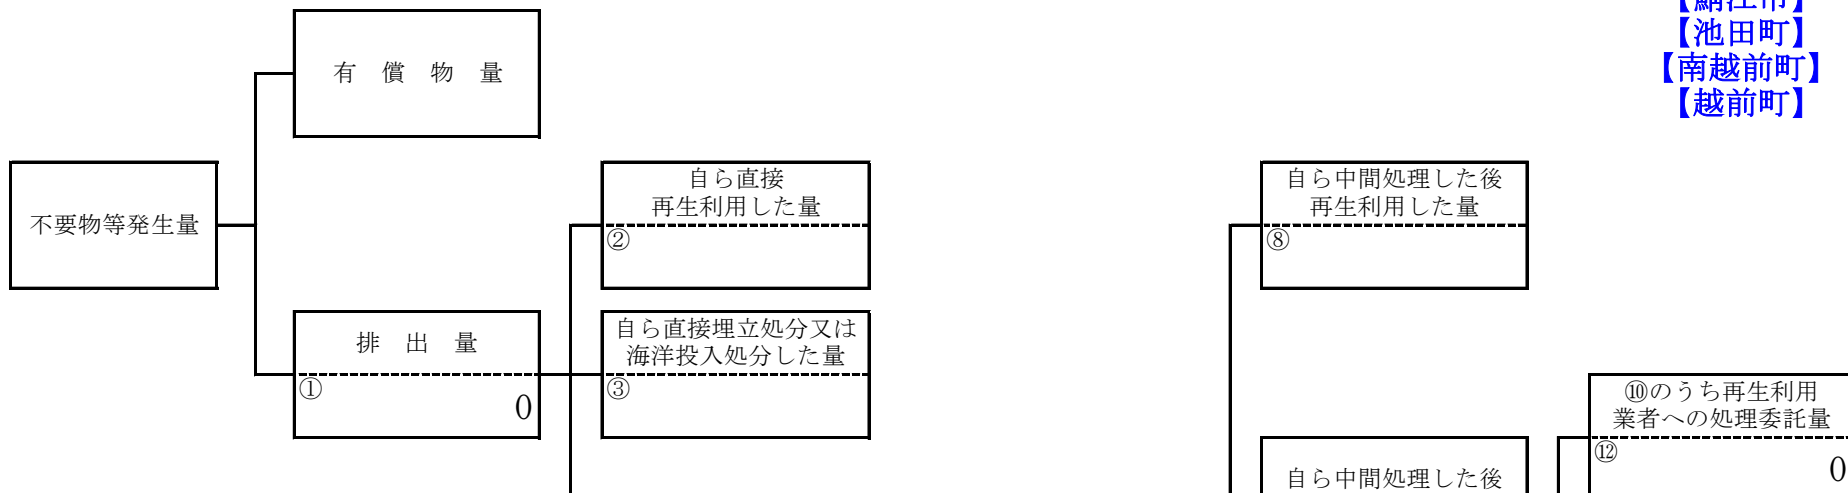 【鯖江市】
【池田町】
【南越前町】
【越前町】
有　償　物　量
不要物等発生量
自ら直接
再生利用した量
②
自ら中間処理した後
再生利用した量
⑧
排　出　量
①
0
自ら直接埋立処分又は
海洋投入処分した量
③
⑩のうち再生利用
業者への処理委託量
⑫
0
自ら中間処理した後